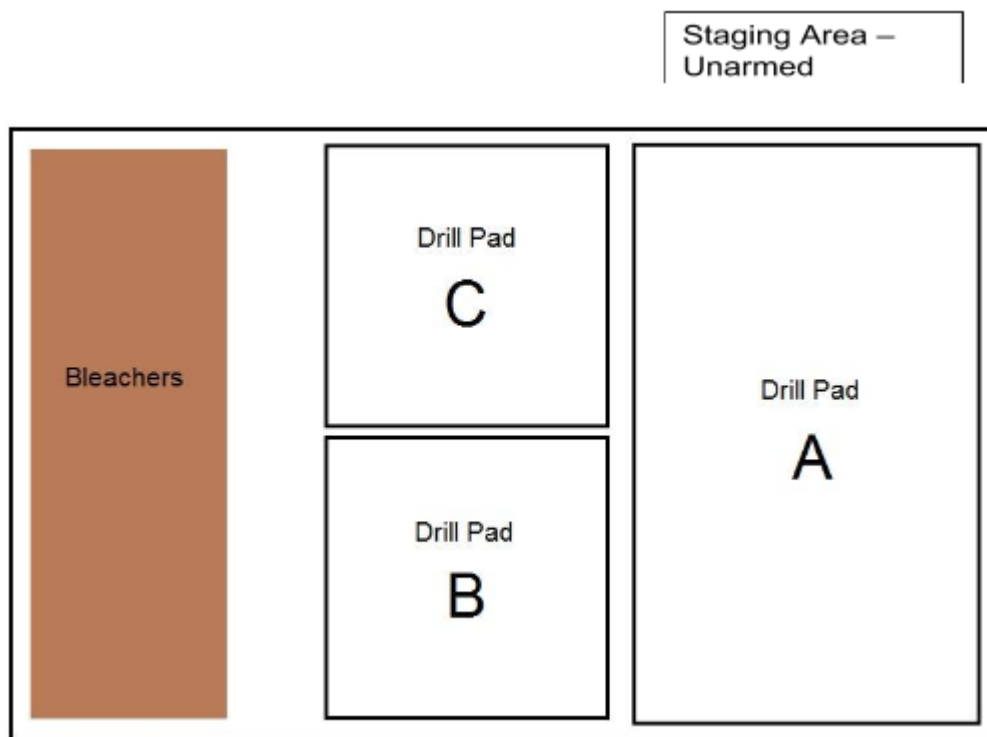 Staging Area –
Unarmed
Drill Pad
C
Bleachers
Drill Pad
A
Drill Pad
B